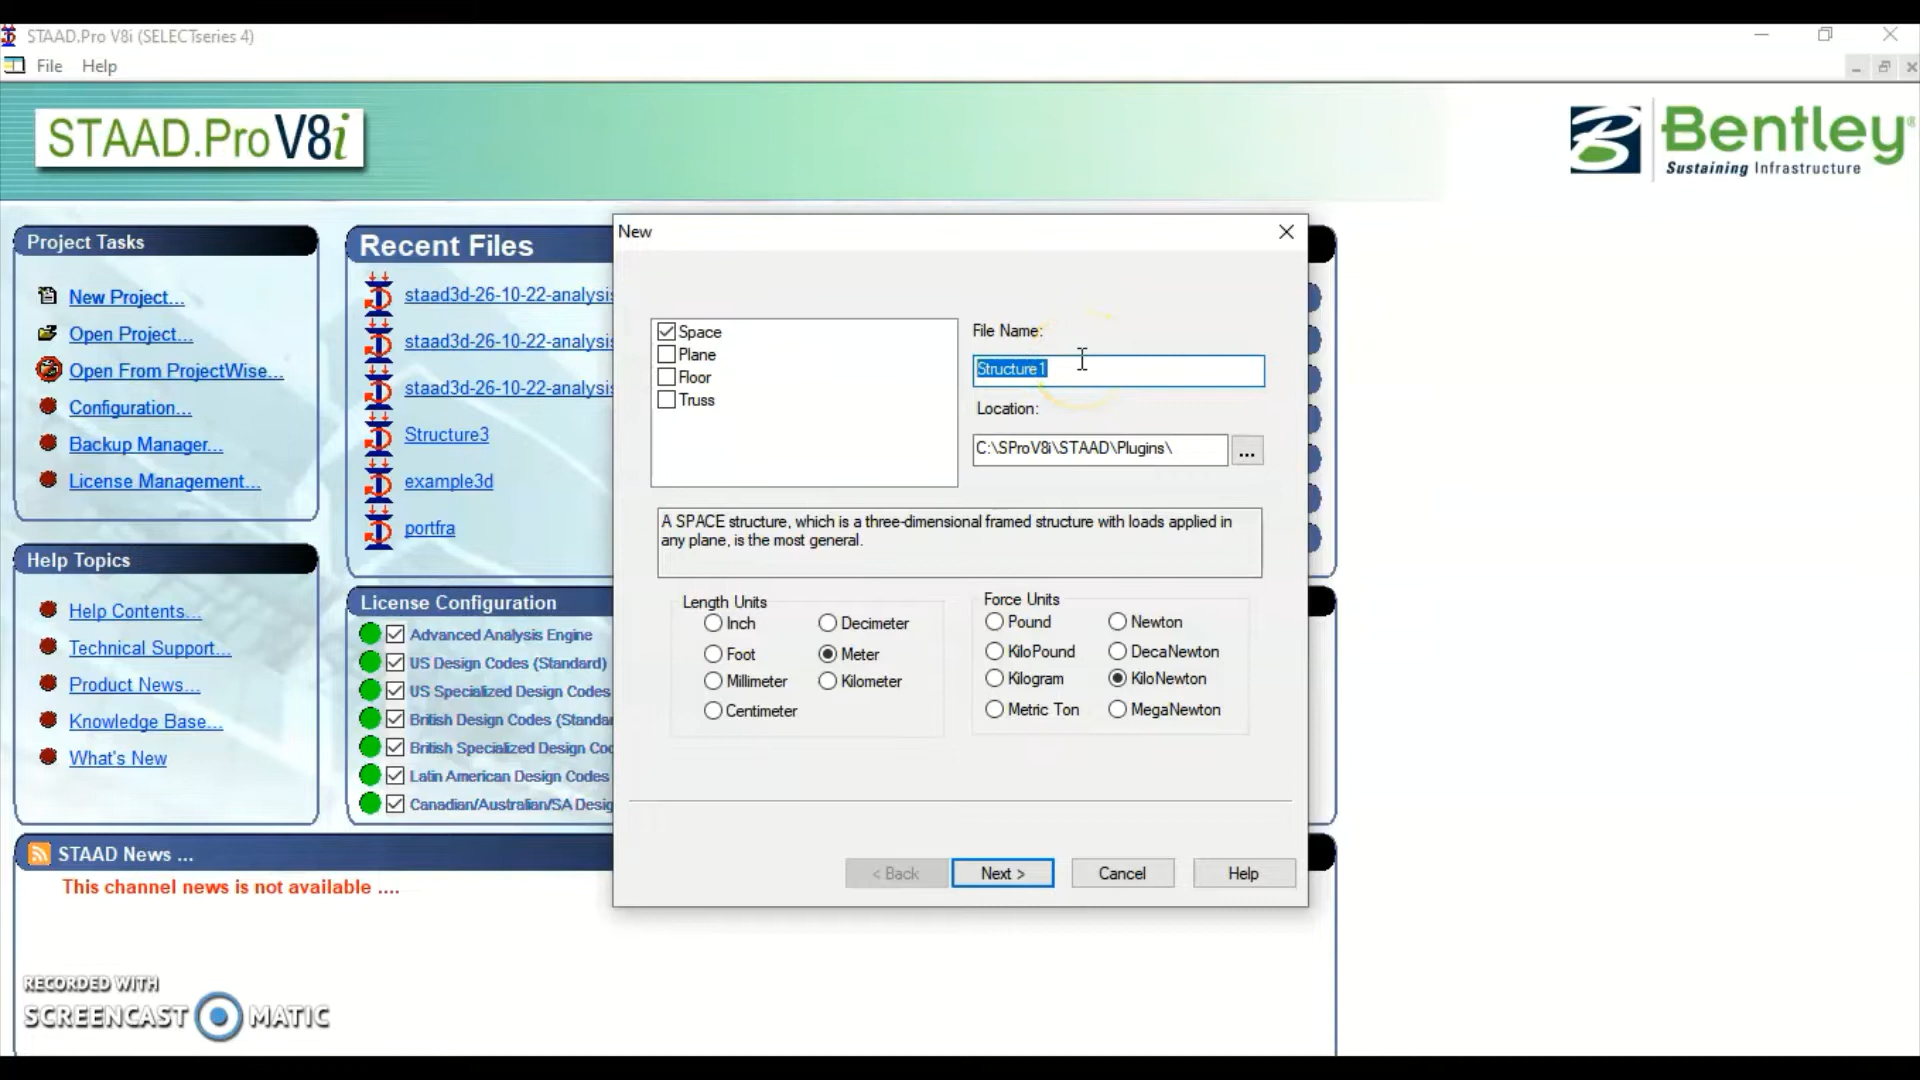 STAAD.Pro V8i (SELECTseries 4)
File Help
STAAD.Pro V8i
Bentley®
Sustaining Infrastructure
Project Tasks
New Project...
Open Project...
Open From ProjectWise...
Configuration...
Backup Manager...
License Management...
Help Topics
Help Contents...
Technical Support...
Product News...
Knowledge Base...
What's New
Recent Files
staad3d-26-10-22-analysis
staad3d-26-10-22-analysis
staad3d-26-10-22-analysis
Structure3
example3d
portfra
License Configuration
Advanced Analysis Engine
US Design Codes (Standard)
US Specialized Design Codes
British Design Codes (Standar
British Specialized Design Co
Latin American Design Codes
Canadian/Australian/SA Desig
STAAD News ...
This channel news is not available ....
New
Space
Plane
Floor
Truss
File Name:
Structure1
Location:
C:\SProV8i\STAAD\Plugins\
...
A SPACE structure, which is a three-dimensional framed structure with loads applied in
any plane, is the most general.
Length Units
Inch
Decimeter
Foot
Meter
Millimeter
Kilometer
Centimeter
Force Units
Pound
Newton
KiloPound
DecaNewton
Kilogram
KiloNewton
Metric Ton
MegaNewton
< Back
Next >
Cancel
Help
RECORDED WITH
SCREENCAST MATIC